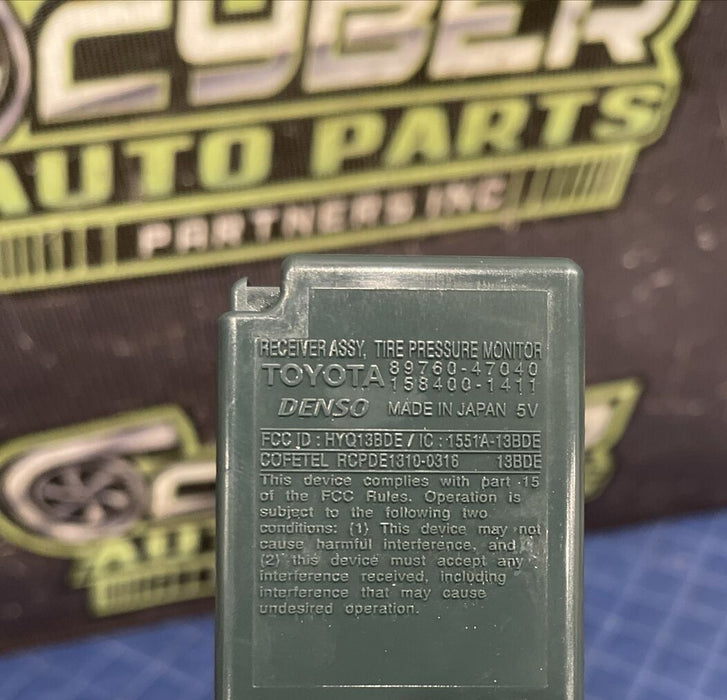 CYBER
AUTO PARTS
PARTNERS INC
RECEIVER ASSY, TIRE PRESSURE MONITOR
TOYOTA 89760-47040
158400-1411
DENSO MADE IN JAPAN 5V
FCC ID : HYQ13BDE / IC : 1551A-13BDE
COFETEL RCPDE1310-0316 13BDE
This device complies with part 15
of the FCC Rules. Operation is
subject to the following two
conditions: (1) This device may not
cause harmful interference, and
(2) this device must accept any
interference received, including
interference that may cause
undesired operation.